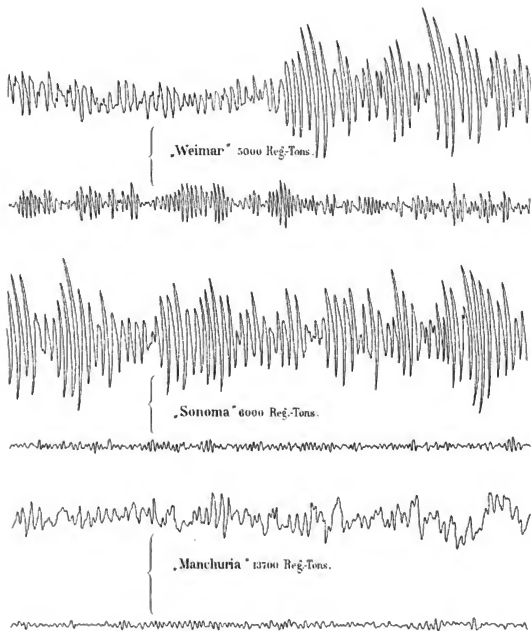 „Weimar“ 5000 Reg.-Tons.
„Sonoma“ 6000 Reg.-Tons.
„Manchuria“ 13700 Reg.-Tons.